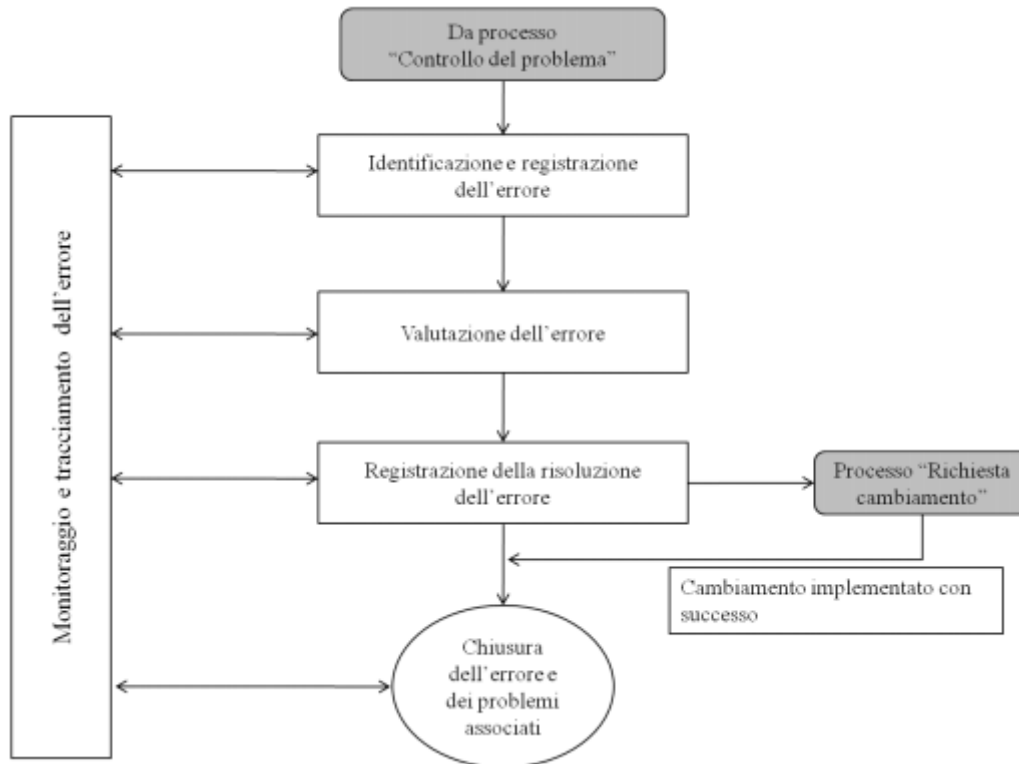 Da processo
“Controllo del problema”
Identificazione e registrazione
dell’errore
Monitoraggio e tracciamento dell’errore
Valutazione dell’errore
Registrazione della risoluzione
dell’errore
Processo “Richiesta
cambiamento”
Cambiamento implementato con
successo
Chiusura
dell’errore e
dei problemi
associati